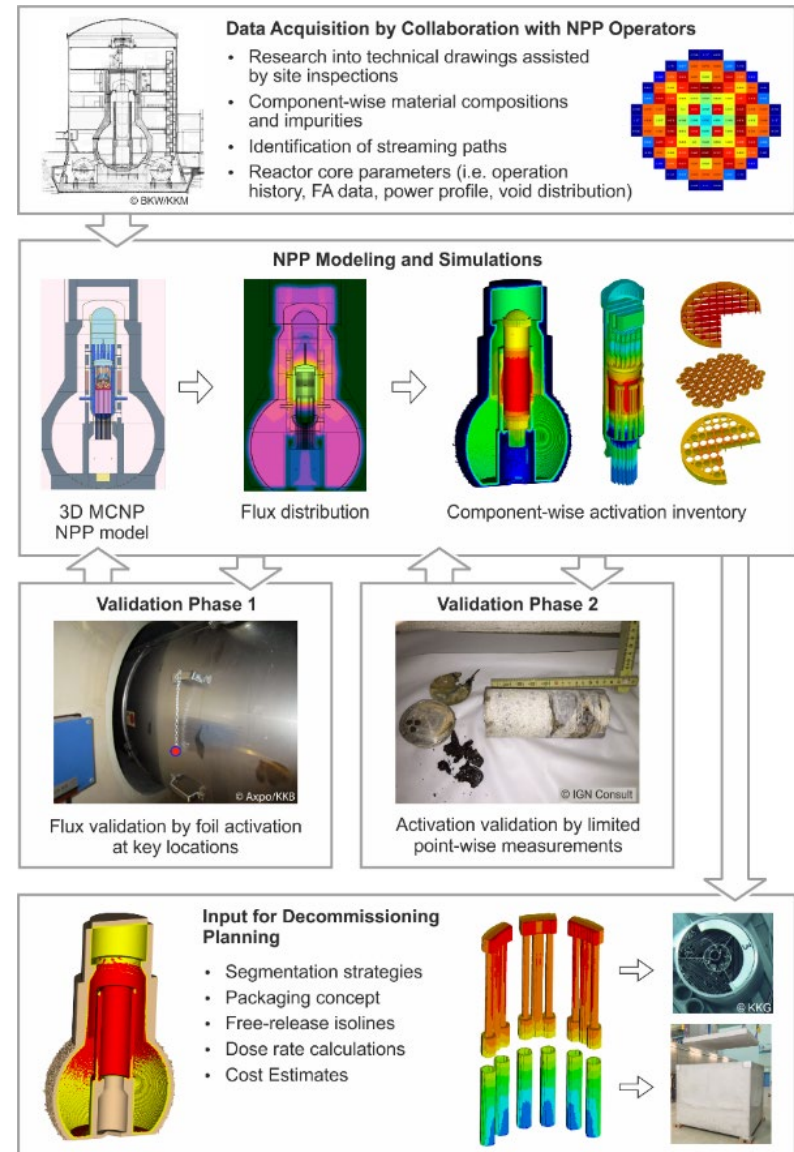 Data Acquisition by Collaboration with NPP Operators
• Research into technical drawings assisted
by site inspections
• Component-wise material compositions
and impurities
• Identification of streaming paths
• Reactor core parameters (i.e. operation
history, FA data, power profile, void distribution)
© BKW/KKM
NPP Modeling and Simulations
3D MCNP
NPP model
Flux distribution
Component-wise activation inventory
Validation Phase 1
© Axpo/KKB
Flux validation by foil activation
at key locations
Validation Phase 2
© IGN Consult
Activation validation by limited
point-wise measurements
Input for Decommissioning
Planning
• Segmentation strategies
• Packaging concept
• Free-release isolines
• Dose rate calculations
• Cost Estimates
© KKG